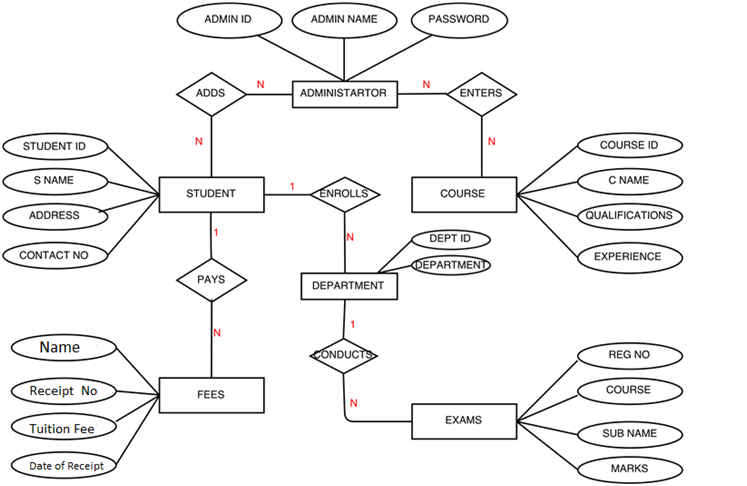 ADMIN ID
ADMIN NAME
PASSWORD
ADDS
N
ADMINISTARTOR
N
ENTERS
N
N
STUDENT ID
S NAME
ADDRESS
CONTACT NO
STUDENT
1
ENROLLS
COURSE
COURSE ID
C NAME
QUALIFICATIONS
EXPERIENCE
1
N
DEPT ID
DEPARTMENT
PAYS
DEPARTMENT
N
1
CONDUCTS
N
Name
Receipt No
Tuition Fee
Date of Receipt
FEES
EXAMS
REG NO
COURSE
SUB NAME
MARKS